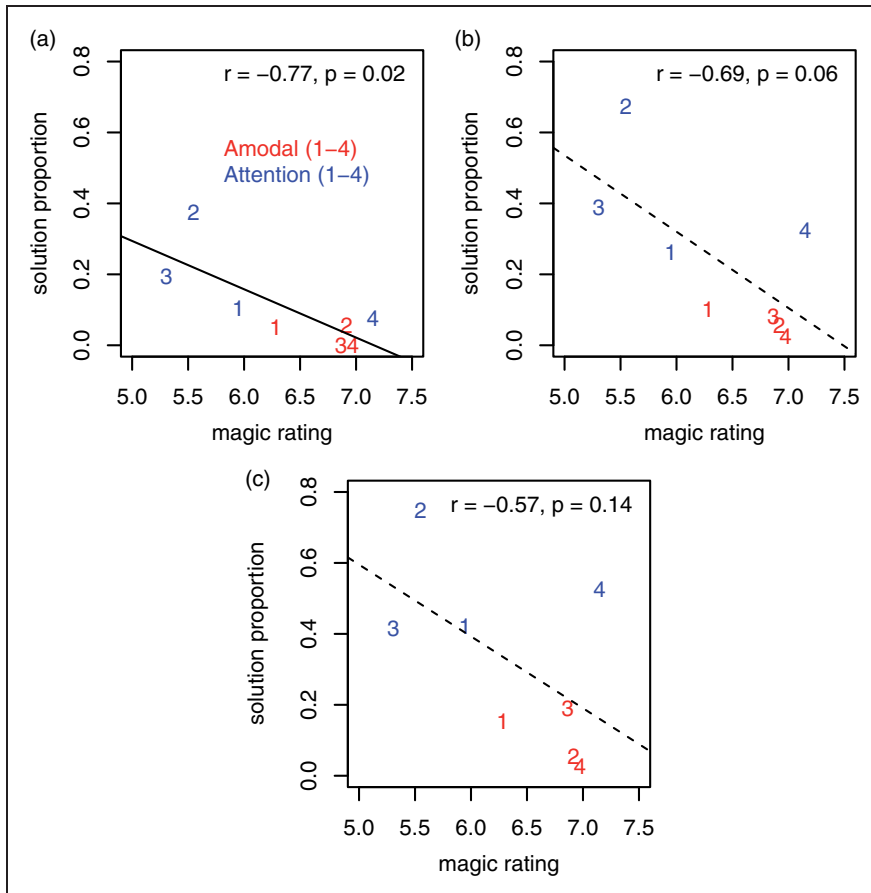 (a)
r = −0.77, p = 0.02
Amodal (1−4)
Attention (1−4)
solution proportion
0.8
0.6
0.4
0.2
0.0
2
3
1
4
1
2
34
5.0 5.5 6.0 6.5 7.0 7.5
magic rating
(b)
r = −0.69, p = 0.06
solution proportion
0.8
0.6
0.4
0.2
0.0
2
3
4
1
1
3
2
4
5.0 5.5 6.0 6.5 7.0 7.5
magic rating
(c)
r = −0.57, p = 0.14
solution proportion
0.8
0.6
0.4
0.2
0.0
2
4
3
1
1
3
2
4
5.0 5.5 6.0 6.5 7.0 7.5
magic rating